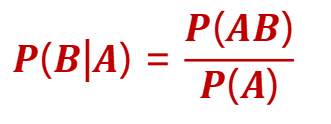 P(B|A) = P(AB) / P(A)